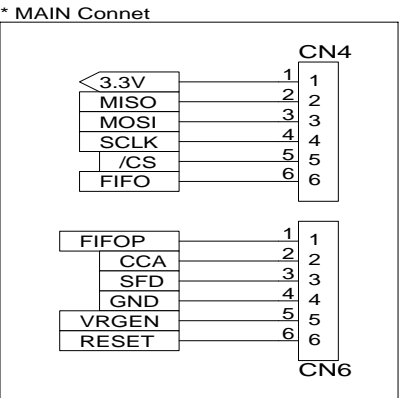 * MAIN Connet
CN4
3.3V 1 1
MISO 2 2
MOSI 3 3
SCLK 4 4
/CS 5 5
FIFO 6 6
FIFOP 1 1
CCA 2 2
SFD 3 3
GND 4 4
VRGEN 5 5
RESET 6 6
CN6